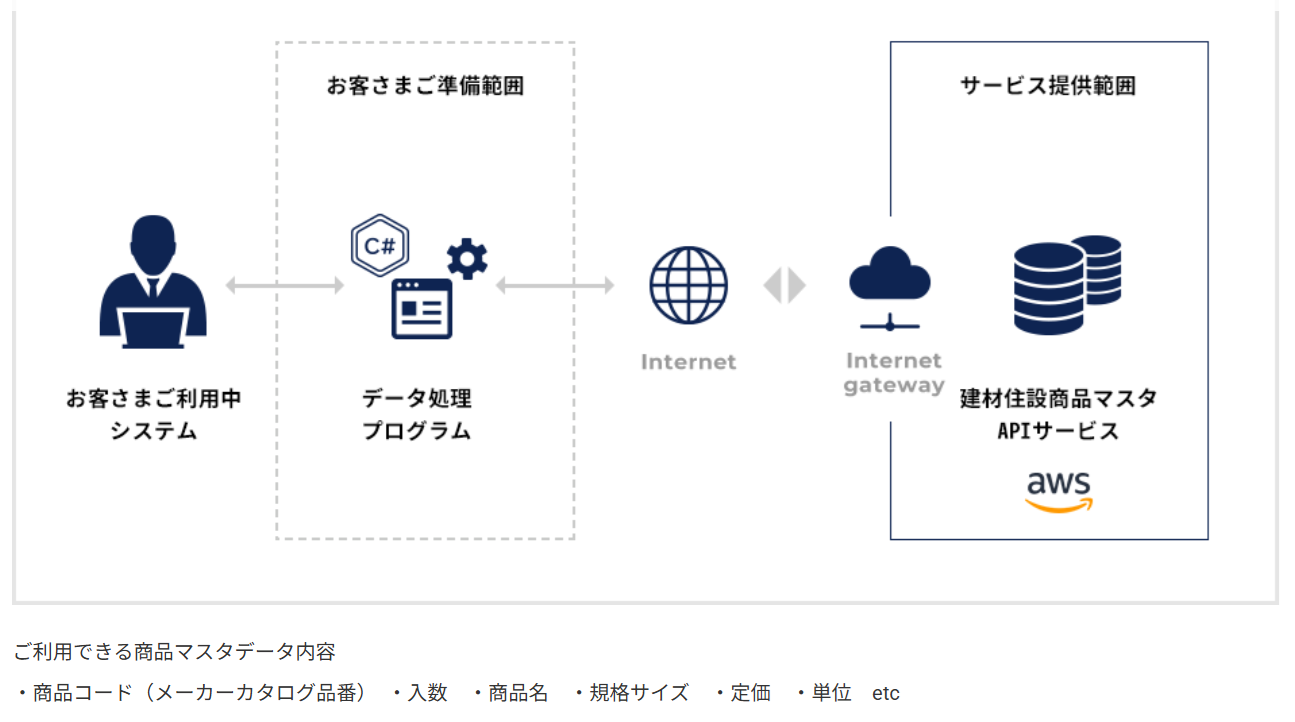 お客さまご準備範囲
サービス提供範囲
C#
Internet
Internet
gateway
お客さまご利用中
システム
データ処理
プログラム
建材住設商品マスタ
APIサービス
aws
ご利用できる商品マスタデータ内容
・商品コード（メーカーカタログ品番）　・入数　・商品名　・規格サイズ　・定価　・単位　etc